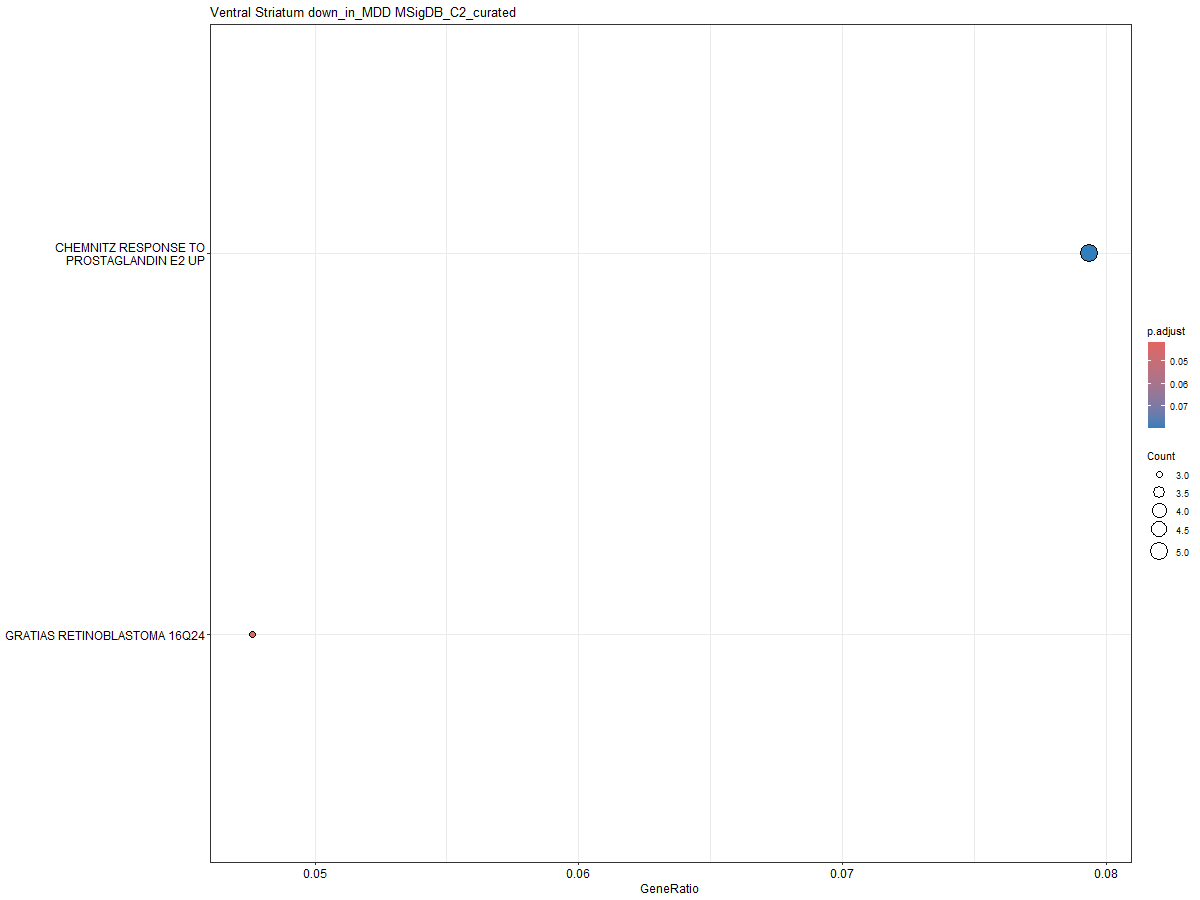 Ventral Striatum down_in_MDD MSigDB_C2_curated
CHEMNITZ RESPONSE TO
PROSTAGLANDIN E2 UP
GRATIAS RETINOBLASTOMA 16Q24
0.05
0.06
0.07
0.08
GeneRatio
p.adjust
0.05
0.06
0.07
Count
3.0
3.5
4.0
4.5
5.0